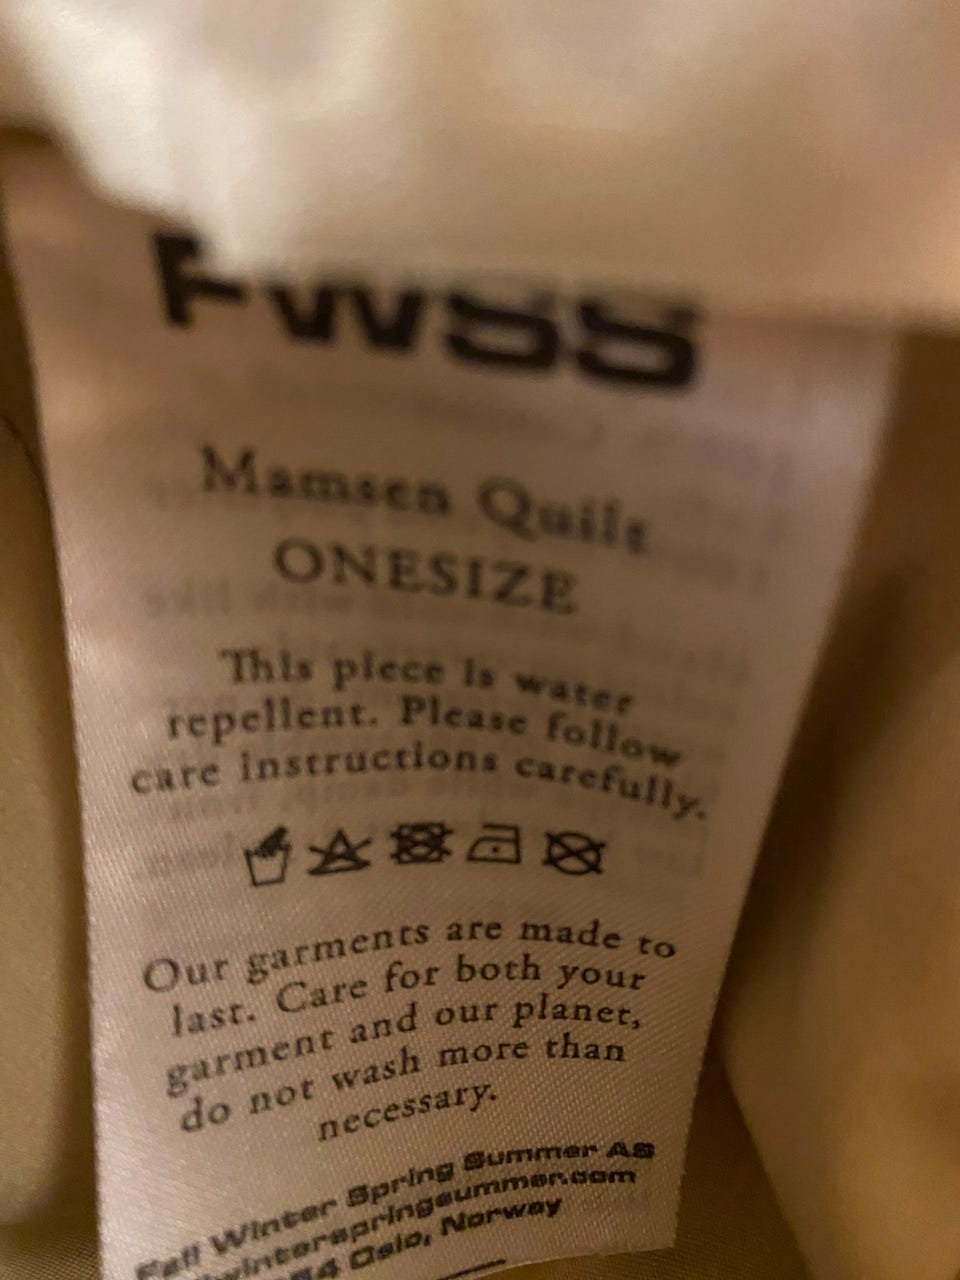 FWSS
Mamsen Quilt
ONESIZE
This piece is water
repellent. Please follow
care instructions carefully.
Our garments are made to
last. Care for both your
garment and our planet,
do not wash more than
necessary.
Fall Winter Spring Summer AS
winterspringsummer.com
Oslo, Norway